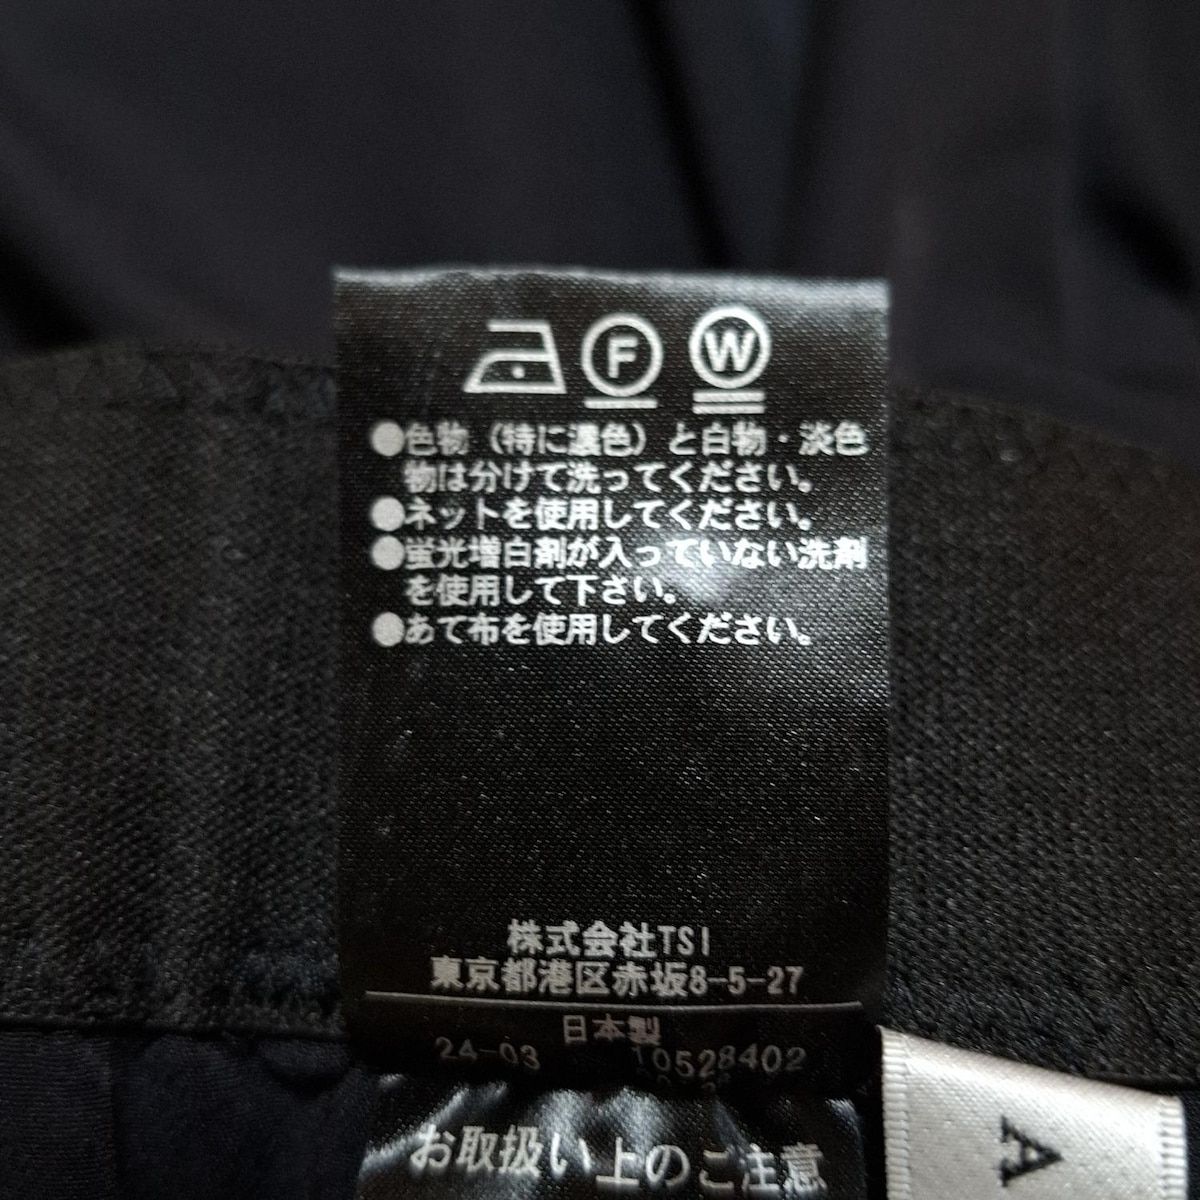 F W
●色物（特に濃色）と白物・淡色
物は分けて洗ってください。
●ネットを使用してください。
●蛍光増白剤が入っていない洗剤
を使用して下さい。
●あて布を使用してください。
株式会社TSI
東京都港区赤坂8-5-27
日本製
24-03 10528402
お取扱い上のご注意
A